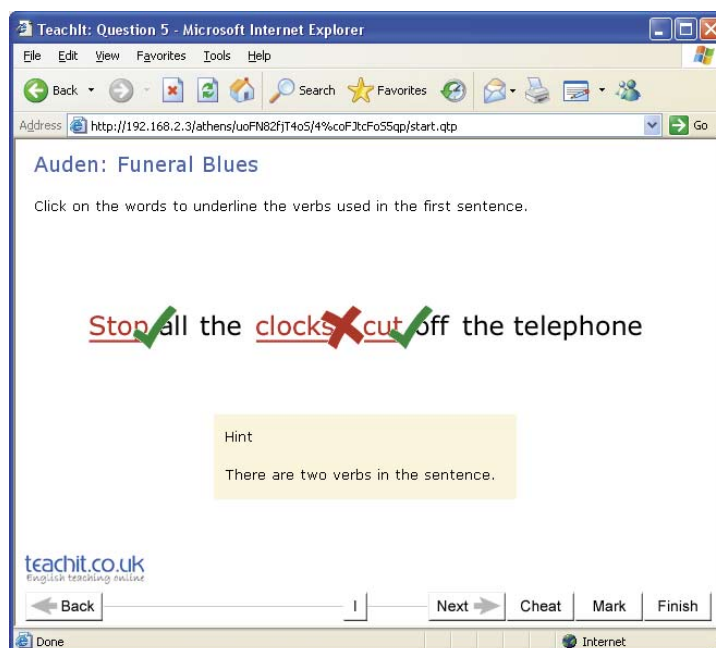 TeachIt: Question 5 - Microsoft Internet Explorer
File Edit View Favorites Tools Help
Back Search Favorites
Address http://192.168.2.3/athens/uoFN82fjT4oS/4%coFJtcFoS5qp/start.qtp Go
Auden: Funeral Blues
Click on the words to underline the verbs used in the first sentence.
Stop all the clocks cut off the telephone
Hint
There are two verbs in the sentence.
teachit.co.uk
English teaching online
Back Next Cheat Mark Finish
Done Internet